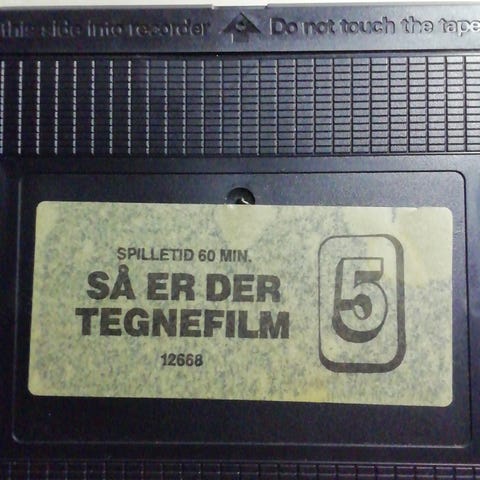 this side into recorder Do not touch the tape
SPILLETID 60 MIN.
SÅ ER DER
TEGNEFILM
5
12668